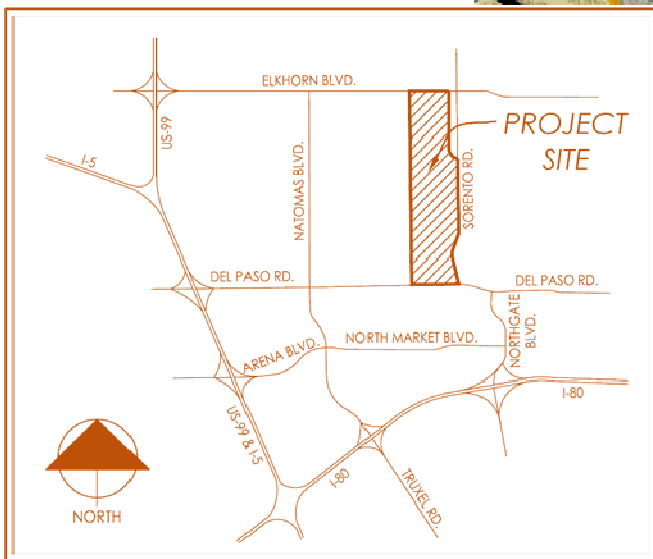 ELKHORN BLVD.
US-99
I-5
NATOMAS BLVD.
PROJECT
SITE
SORENTO RD.
DEL PASO RD.
DEL PASO RD.
NORTHGATE
BLVD.
NORTH MARKET BLVD.
ARENA BLVD.
US-99 & I-5
I-80
I-80
TRUXEL RD.
NORTH